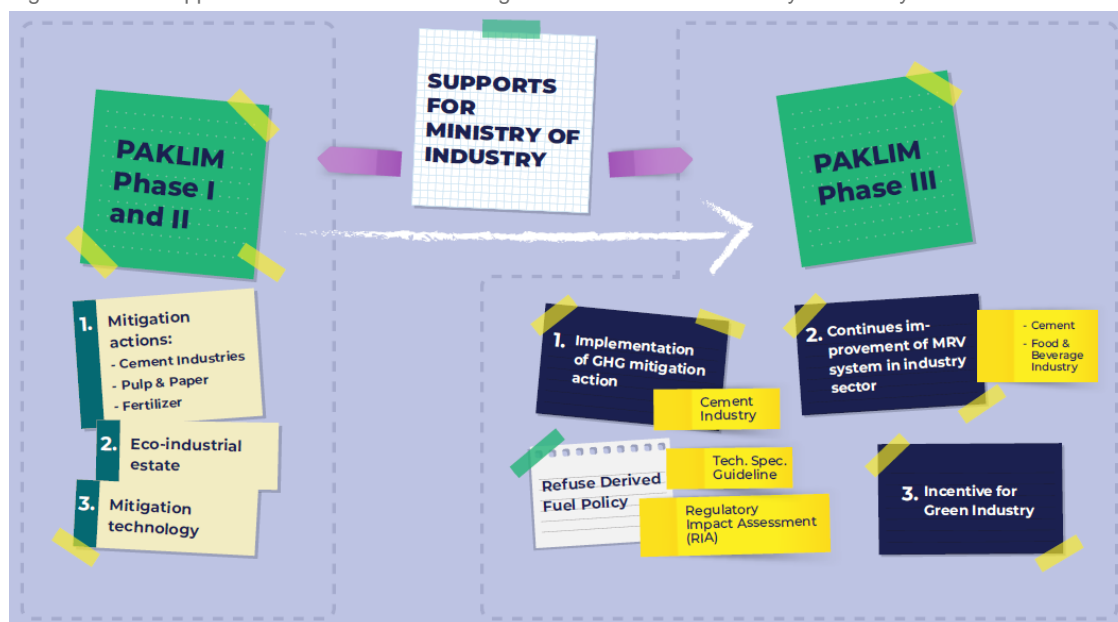 SUPPORTS
FOR
MINISTRY OF
INDUSTRY
PAKLIM
Phase I
and II
1. Mitigation
actions:
- Cement Industries
- Pulp & Paper
- Fertilizer
2. Eco-industrial
estate
3. Mitigation
technology
PAKLIM
Phase III
1. Implementation
of GHG mitigation
action
Cement
Industry
Refuse Derived
Fuel Policy
Tech. Spec.
Guideline
Regulatory
Impact Assessment
(RIA)
2. Continues im-
provement of MRV
system in industry
sector
- Cement
- Food &
Beverage
Industry
3. Incentive for
Green Industry